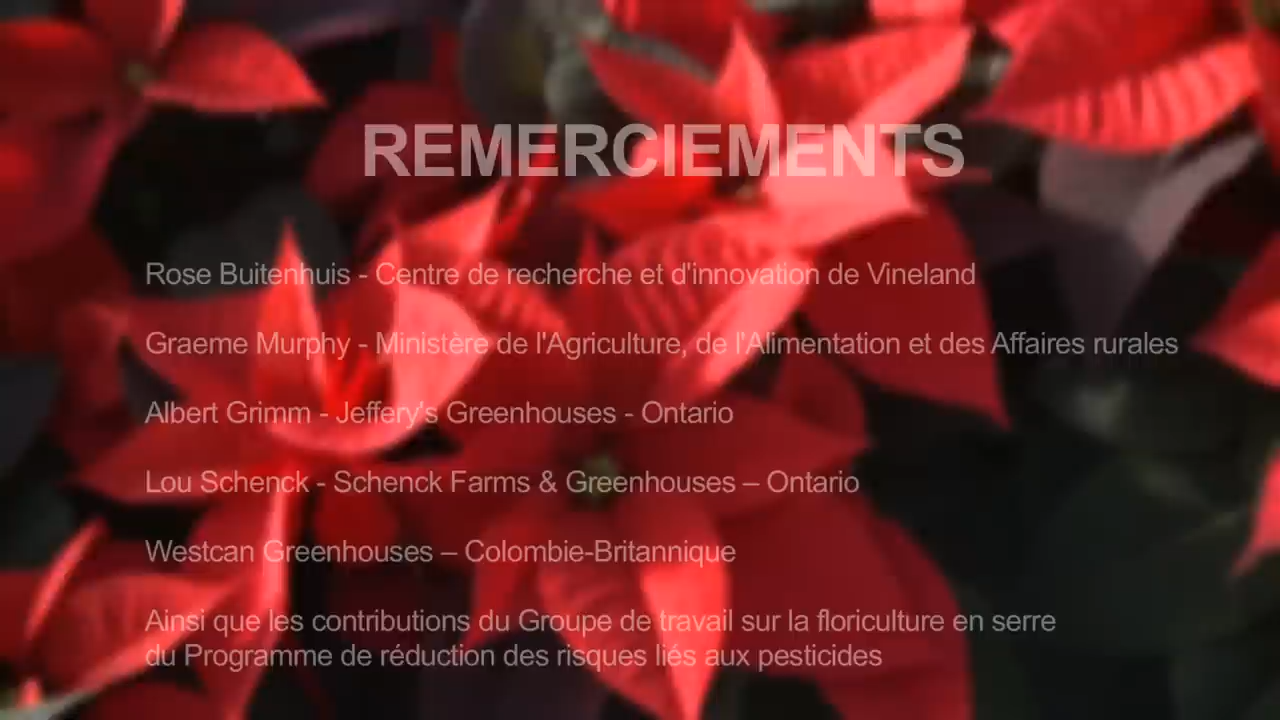 REMERCIEMENTS
Rose Buitenhuis - Centre de recherche et d'innovation de Vineland
Graeme Murphy - Ministère de l'Agriculture, de l'Alimentation et des Affaires rurales
Albert Grimm - Jeffery's Greenhouses - Ontario
Lou Schenck - Schenck Farms & Greenhouses – Ontario
Westcan Greenhouses – Colombie-Britannique
Ainsi que les contributions du Groupe de travail sur la floriculture en serre
du Programme de réduction des risques liés aux pesticides